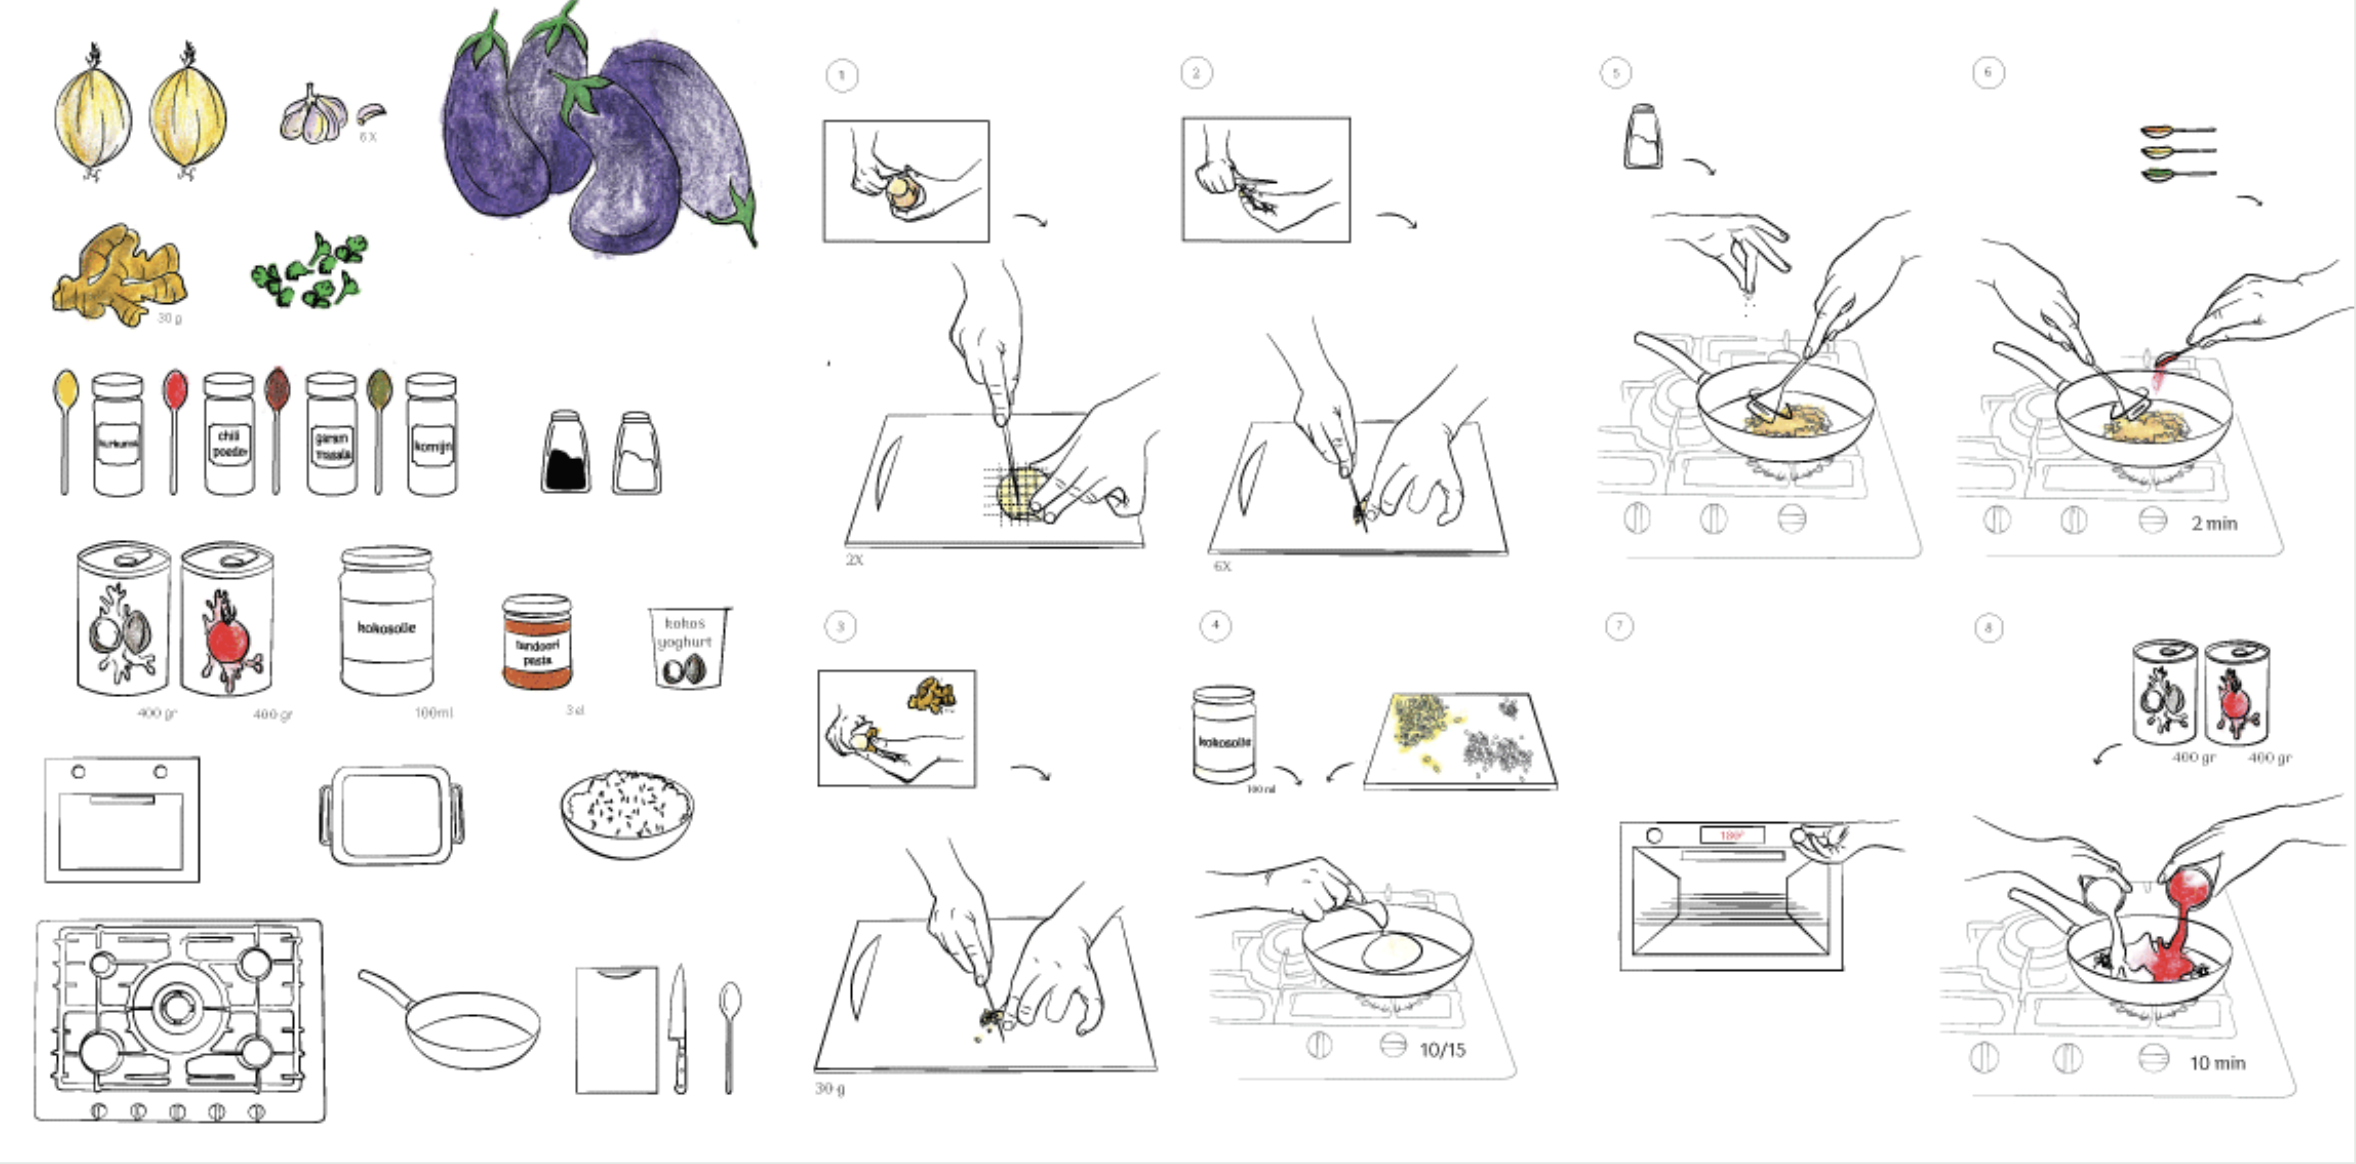 6X
30 g
kurkuma
chili
poeder
garam
masala
komijn
kokosolie
tandoori
pasta
kokos
yoghurt
400 gr
400 gr
100ml
3 el
1
2X
2
6X
3
30 g
4
kokosolie
100 ml
10/15
5
6
2 min
7
180°
8
400 gr
400 gr
10 min